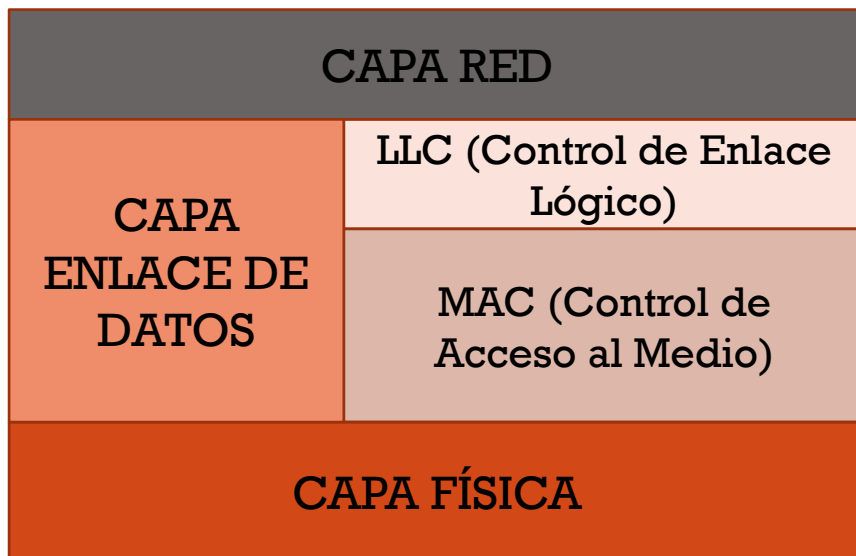 CAPA RED
CAPA
ENLACE DE
DATOS
LLC (Control de Enlace
Lógico)
MAC (Control de
Acceso al Medio)
CAPA FÍSICA